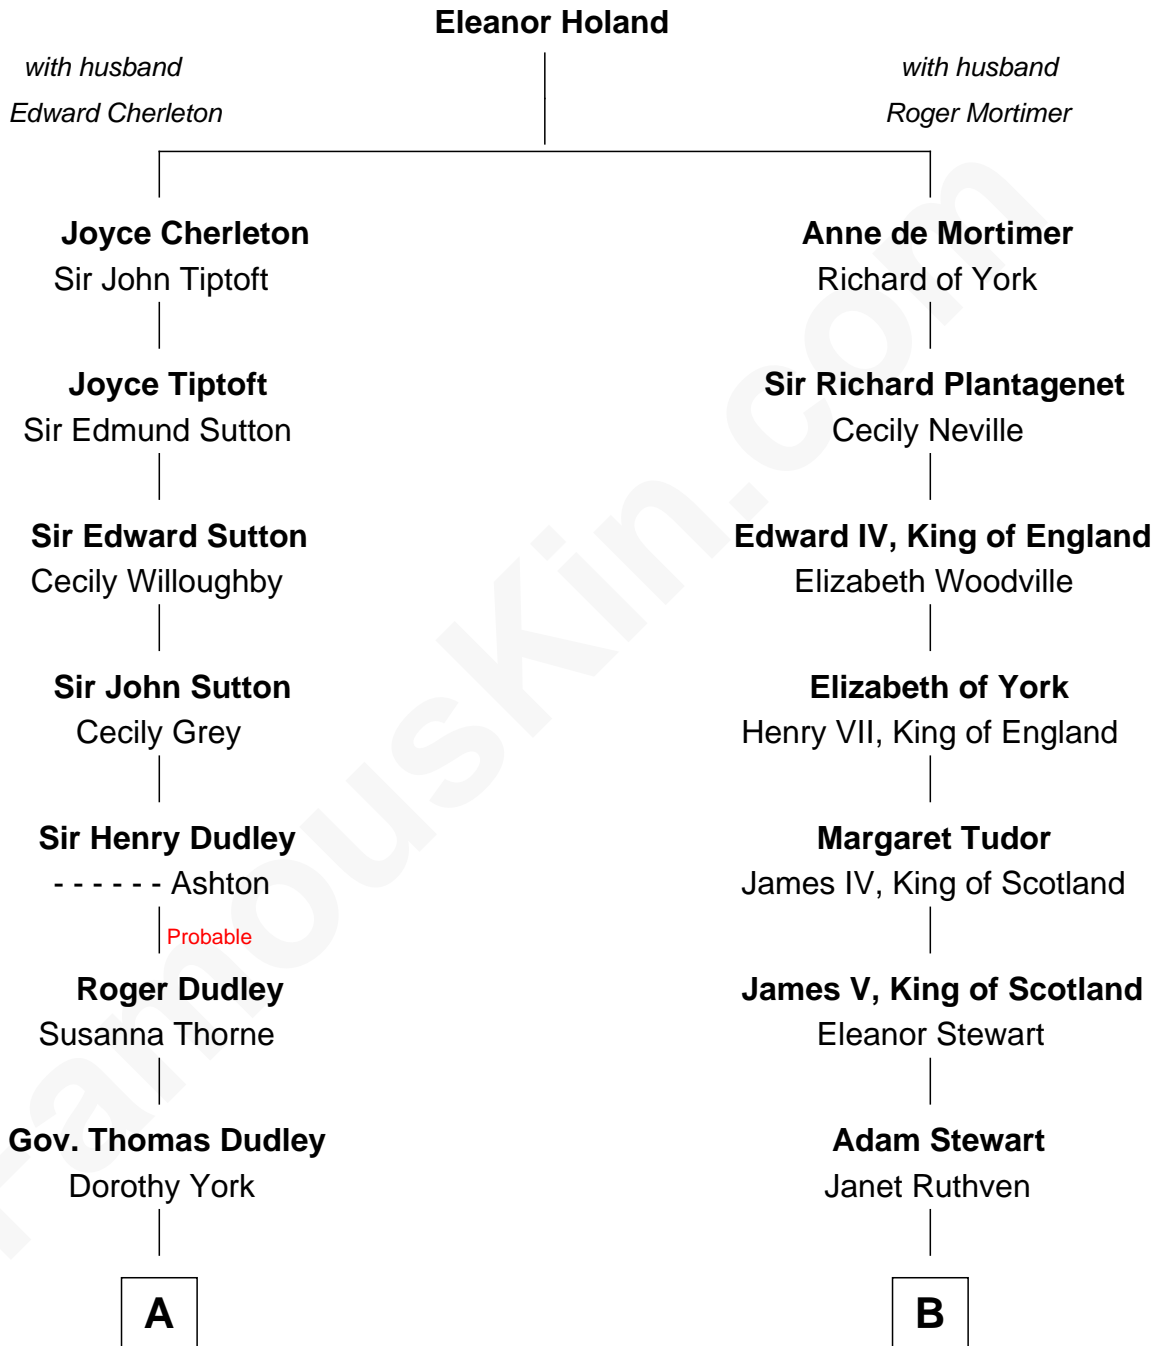 Eleanor Holand
with husband
Edward Cherleton
with husband
Roger Mortimer
Joyce Cherleton
Sir John Tiptoft
Anne de Mortimer
Richard of York
Joyce Tiptoft
Sir Edmund Sutton
Sir Richard Plantagenet
Cecily Neville
Sir Edward Sutton
Cecily Willoughby
Edward IV, King of England
Elizabeth Woodville
Sir John Sutton
Cecily Grey
Elizabeth of York
Henry VII, King of England
Sir Henry Dudley
- - - - - - Ashton
Margaret Tudor
James IV, King of Scotland
Probable
Roger Dudley
Susanna Thorne
James V, King of Scotland
Eleanor Stewart
Gov. Thomas Dudley
Dorothy York
Adam Stewart
Janet Ruthven
A
B
FamousKin.com